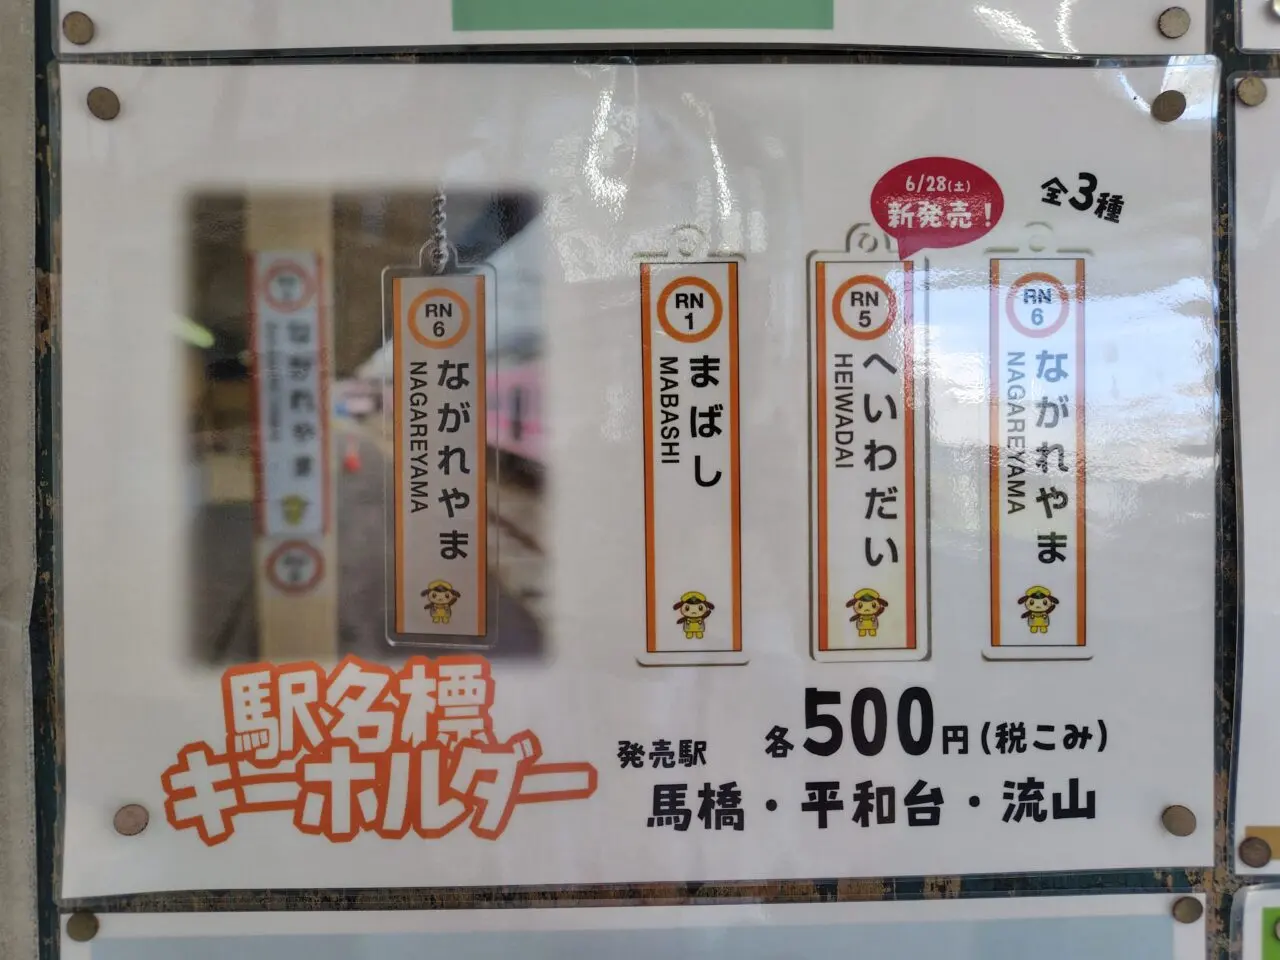 RN
6
ながれやま
NAGAREYAMA
6/28(土)
新発売!
全3種
RN
1
まばし
MABASHI
RN
5
へいわだい
HEIWADAI
RN
6
ながれやま
NAGAREYAMA
駅名標
キーホルダー
各500円(税こみ)
発売駅
馬橋・平和台・流山